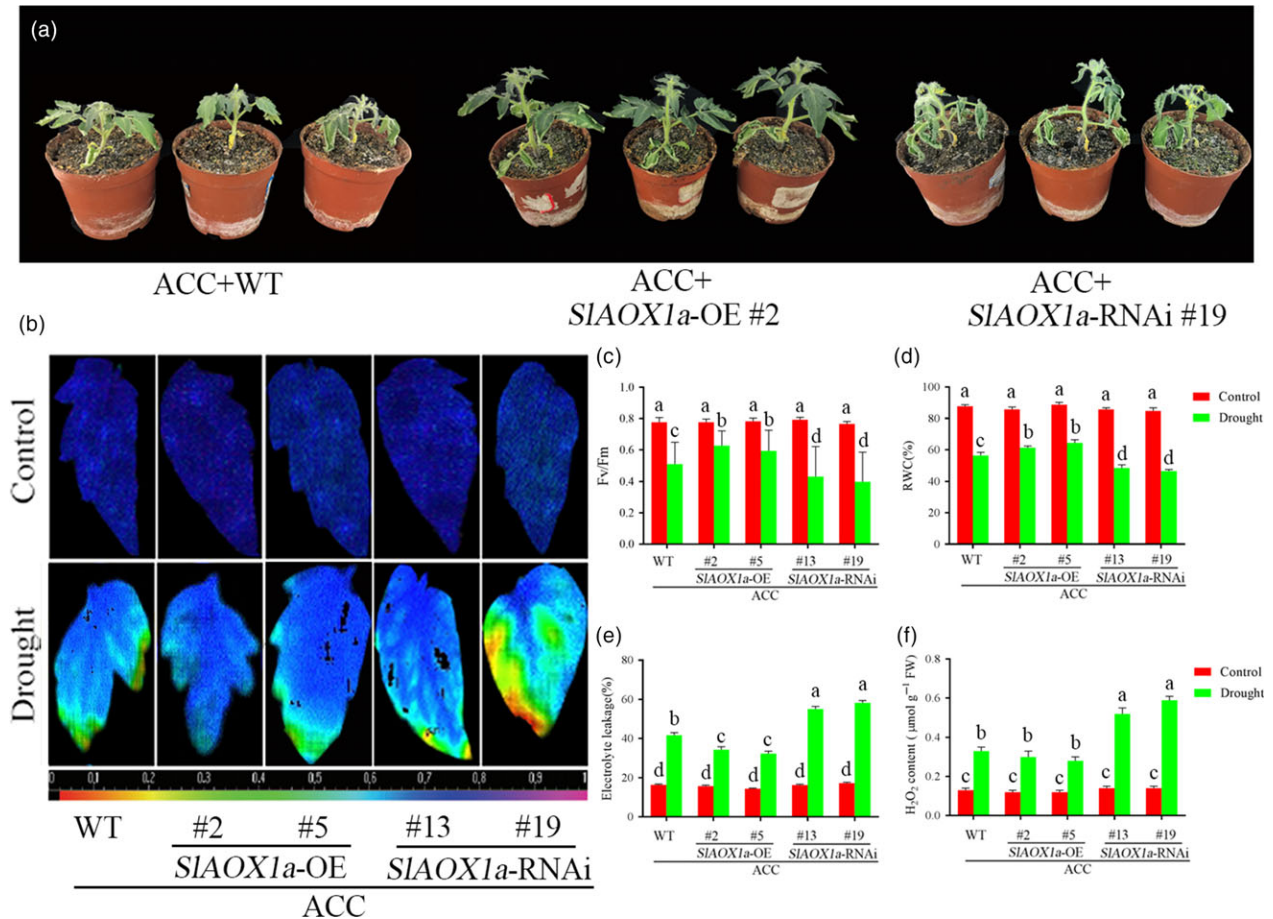 (a)
ACC+WT
ACC+
SlAOX1a-OE #2
ACC+
SlAOX1a-RNAi #19
(b)
Control
Drought
0 0,1 0,2 0,3 0,4 0,5 0,6 0,7 0,8 0,9 1
WT #2 #5 #13 #19
SlAOX1a-OE SlAOX1a-RNAi
ACC
(c)
1.0
0.8
0.6
0.4
0.2
0.0
Fv/Fm
a a a a a
c b b d d
WT #2 #5 #13 #19
SlAOX1a-OE SlAOX1a-RNAi
ACC
(d)
100
80
60
40
20
0
RWC(%)
a a a a a
c b b d d
WT #2 #5 #13 #19
SlAOX1a-OE SlAOX1a-RNAi
ACC
Control
Drought
(e)
80
60
40
20
0
Electrolyte leakage(%)
b c c a a
d d d d d
WT #2 #5 #13 #19
SlAOX1a-OE SlAOX1a-RNAi
ACC
(f)
0.8
0.6
0.4
0.2
0.0
H₂O₂ content ( μmol g⁻¹ FW)
b b b a a
c c c c c
WT #2 #5 #13 #19
SlAOX1a-OE SlAOX1a-RNAi
ACC
Control
Drought